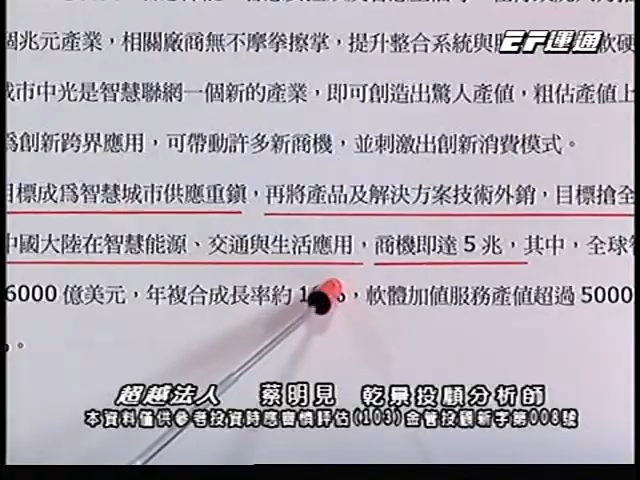 個兆元產業，相關廠商無不摩拳擦掌，提升整合系統與 軟硬
EF運通
城市中光是智慧聯網一個新的產業，即可創造出驚人產值，粗估產值上
為創新跨界應用，可帶動許多新商機，並刺激出創新消費模式。
目標成為智慧城市供應重鎮，再將產品及解決方案技術外銷，目標搶全
中國大陸在智慧能源、交通與生活應用，商機即達5兆，其中，全球
6000億美元，年複合成長率約1 %，軟體加值服務產值超過5000
。
超越法人 蔡明見 乾景投顧分析師
本資料僅供參考投資時應審慎評估(103)金管投顧新字第008號